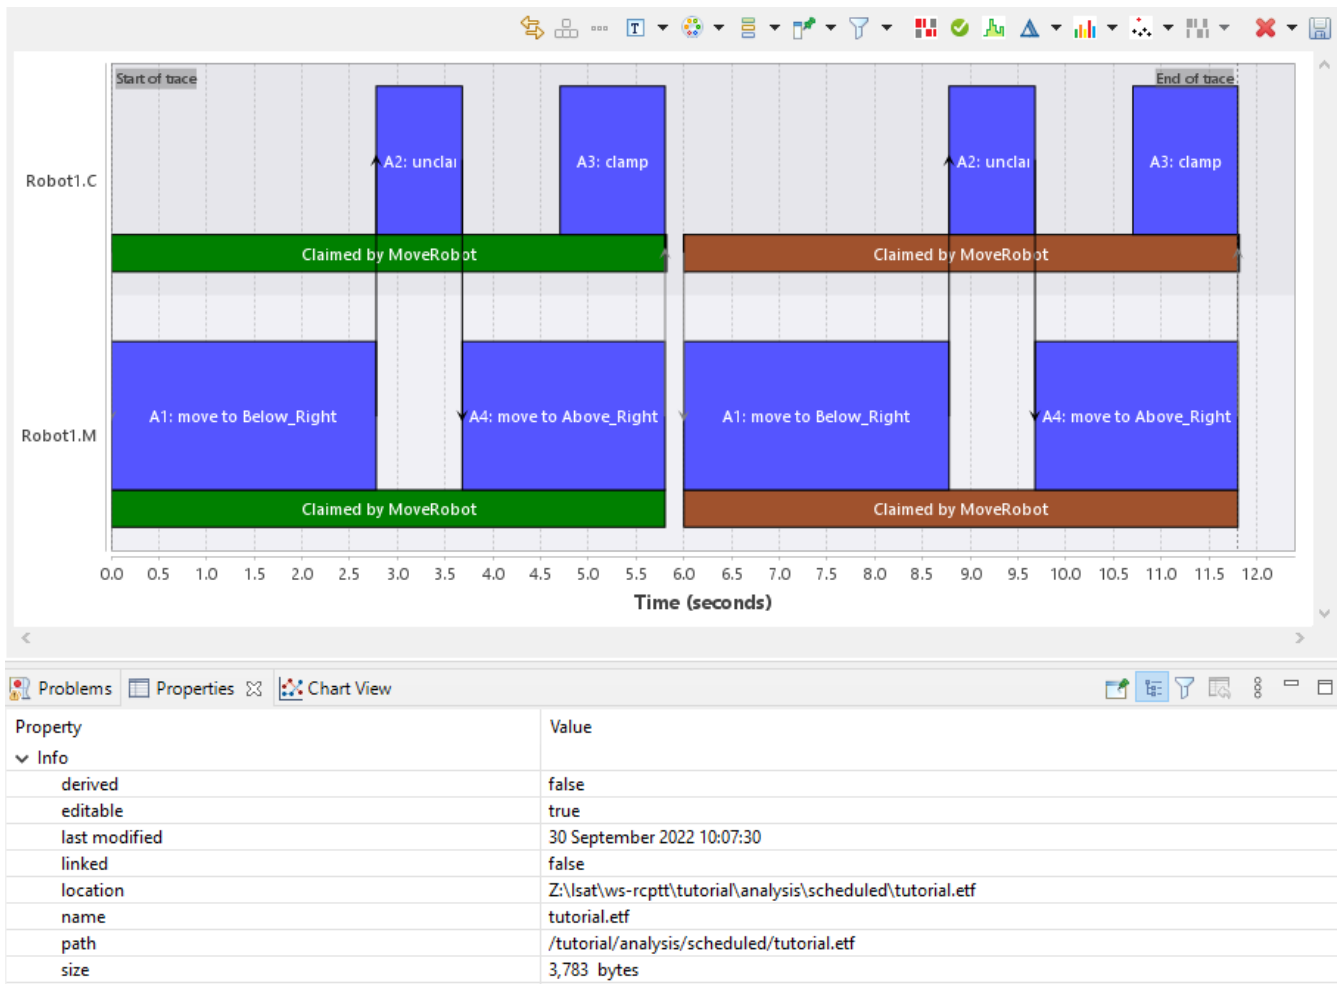 Start of trace
End of trace
Robot1.C
A2: unclar
A3: clamp
A2: unclar
A3: clamp
Claimed by MoveRobot
Claimed by MoveRobot
Robot1.M
A1: move to Below_Right
A4: move to Above_Right
A1: move to Below_Right
A4: move to Above_Right
Claimed by MoveRobot
Claimed by MoveRobot
0.0 0.5 1.0 1.5 2.0 2.5 3.0 3.5 4.0 4.5 5.0 5.5 6.0 6.5 7.0 7.5 8.0 8.5 9.0 9.5 10.0 10.5 11.0 11.5 12.0
Time (seconds)
Problems Properties Chart View
Property Value
Info
derived false
editable true
last modified 30 September 2022 10:07:30
linked false
location Z:\lsat\ws-rcptt\tutorial\analysis\scheduled\tutorial.etf
name tutorial.etf
path /tutorial/analysis/scheduled/tutorial.etf
size 3,783 bytes